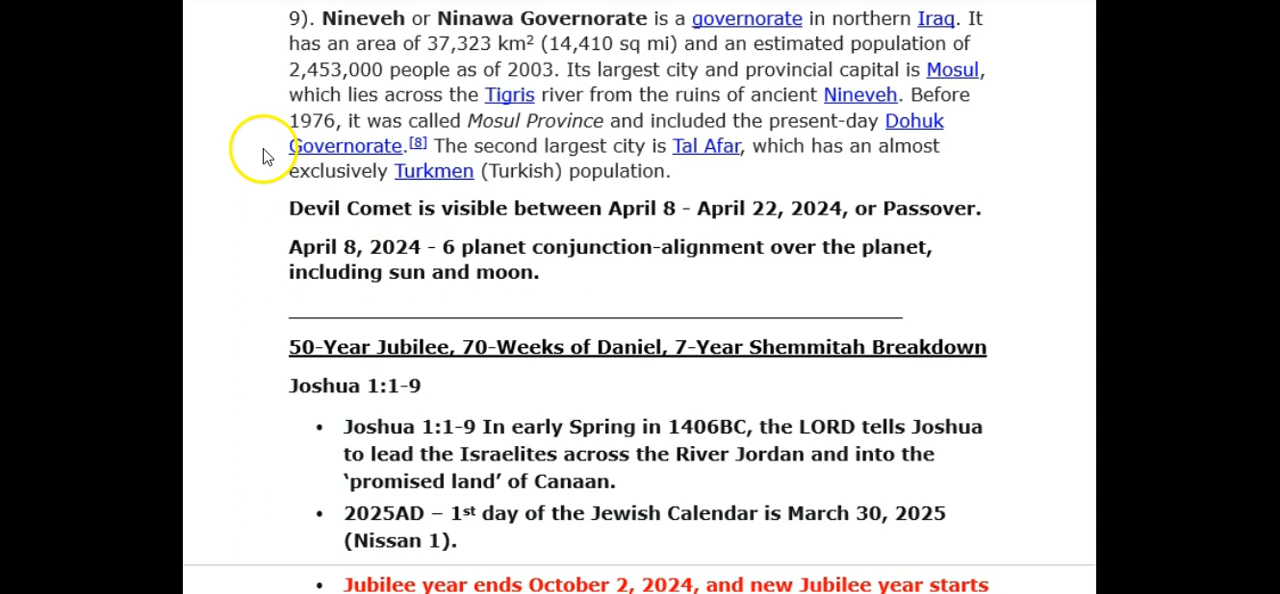 9). Nineveh or Ninawa Governorate is a governorate in northern Iraq. It
has an area of 37,323 km² (14,410 sq mi) and an estimated population of
2,453,000 people as of 2003. Its largest city and provincial capital is Mosul,
which lies across the Tigris river from the ruins of ancient Nineveh. Before
1976, it was called Mosul Province and included the present-day Dohuk
Governorate.[8] The second largest city is Tal Afar, which has an almost
exclusively Turkmen (Turkish) population.
Devil Comet is visible between April 8 - April 22, 2024, or Passover.
April 8, 2024 - 6 planet conjunction-alignment over the planet,
including sun and moon.
50-Year Jubilee, 70-Weeks of Daniel, 7-Year Shemmitah Breakdown
Joshua 1:1-9
• Joshua 1:1-9 In early Spring in 1406BC, the LORD tells Joshua
to lead the Israelites across the River Jordan and into the
‘promised land’ of Canaan.
• 2025AD – 1st day of the Jewish Calendar is March 30, 2025
(Nissan 1).
• Jubilee year ends October 2, 2024, and new Jubilee year starts